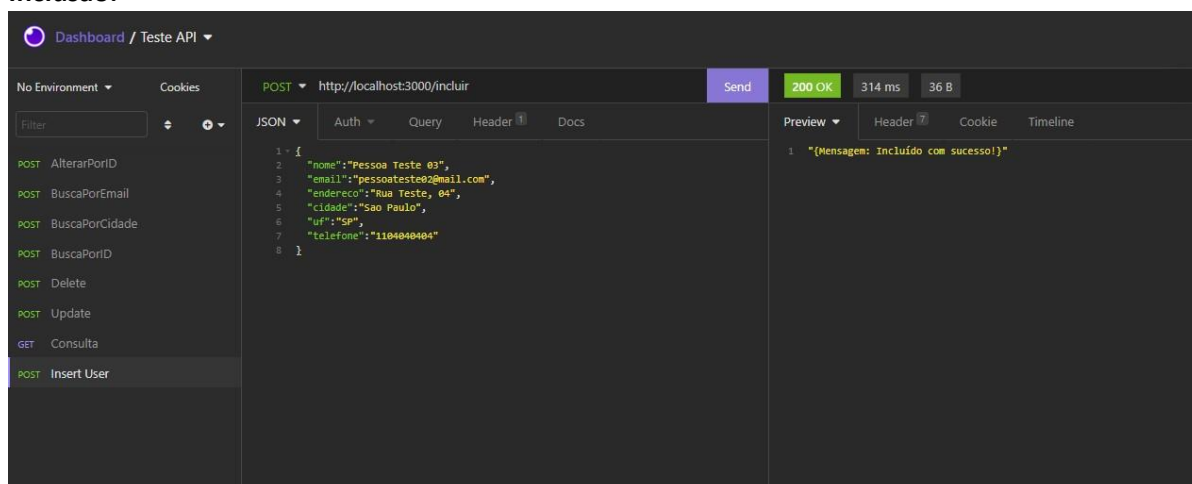 Dashboard / Teste API
No Environment Cookies
POST http://localhost:3000/incluir Send
200 OK 314 ms 36 B
Filter
JSON Auth Query Header 1 Docs
Preview Header 7 Cookie Timeline
POST AlterarPorID
POST BuscaPorEmail
POST BuscaPorCidade
POST BuscaPorID
POST Delete
POST Update
GET Consulta
POST Insert User
1 {
2 "nome":"Pessoa Teste 03",
3 "email":"pessoateste02@mail.com",
4 "endereco":"Rua Teste, 04",
5 "cidade":"Sao Paulo",
6 "uf":"SP",
7 "telefone":"1104040404"
8 }
1 "{Mensagem: Incluído com sucesso!}"